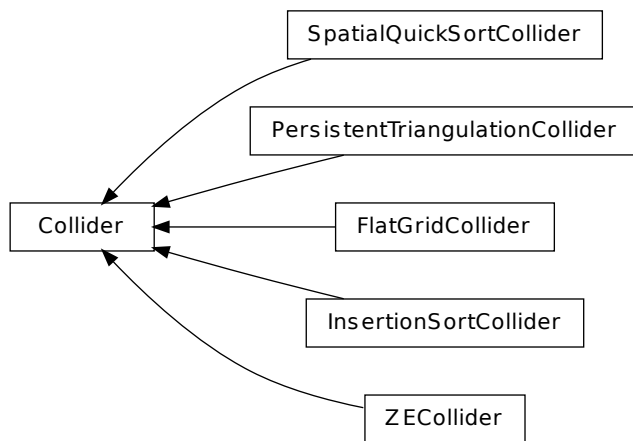 SpatialQuickSortCollider
PersistentTriangulationCollider
Collider
FlatGridCollider
InsertionSortCollider
ZECollider